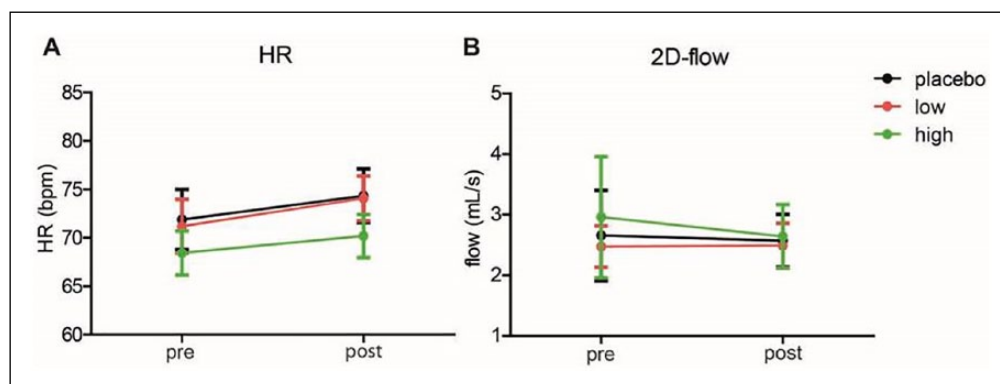 A
HR
HR (bpm)
85
80
75
70
65
60
pre
post
B
2D-flow
flow (mL/s)
5
4
3
2
1
pre
post
placebo
low
high